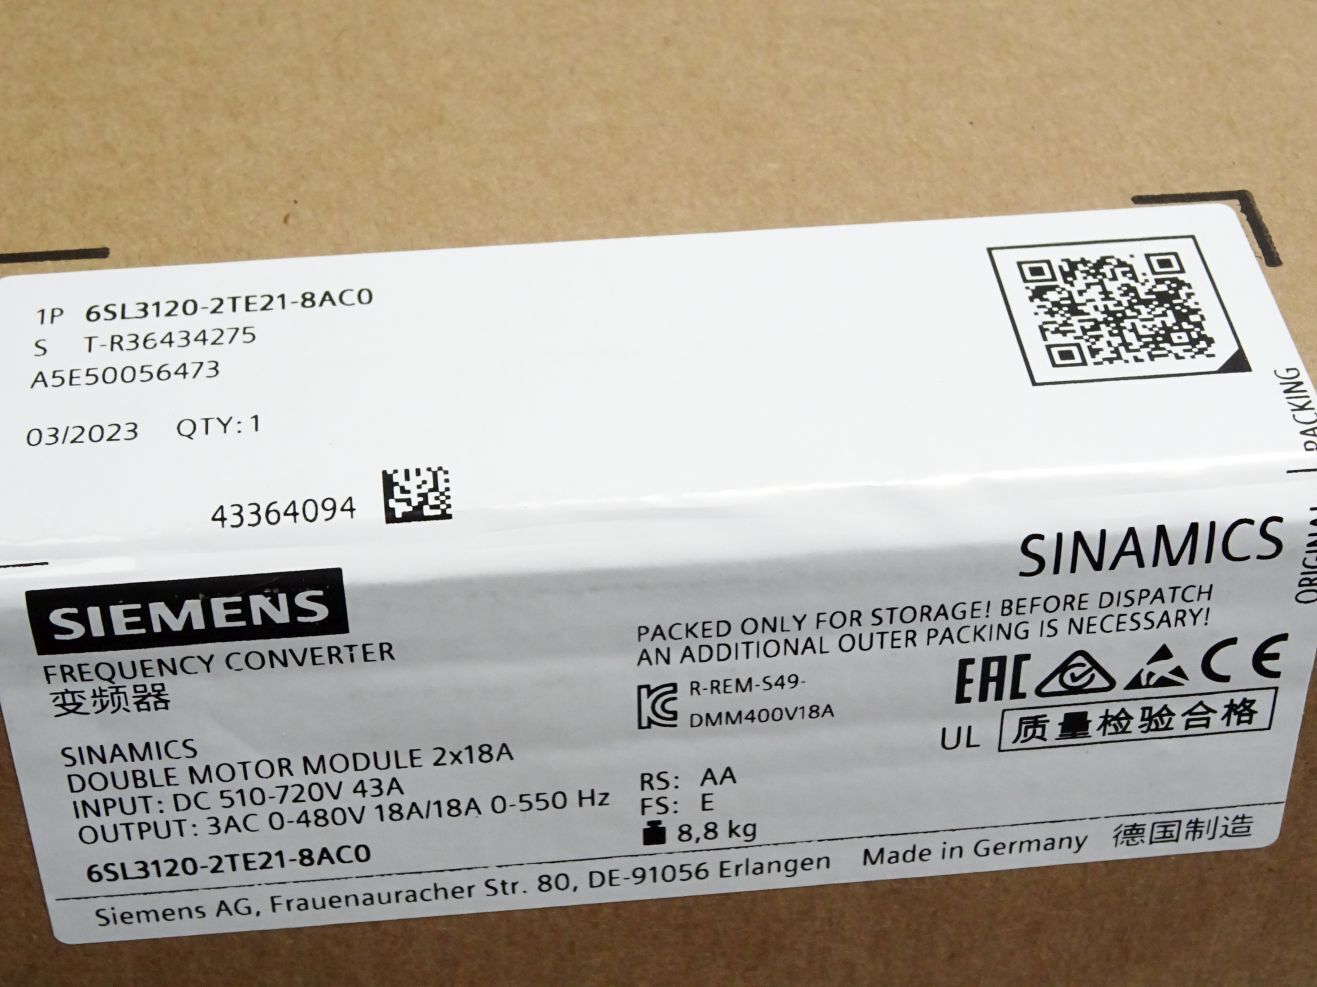 1P 6SL3120-2TE21-8AC0
S T-R36434275
A5E50056473
03/2023 QTY: 1
43364094
ORIGINAL PACKING
SINAMICS
SIEMENS
FREQUENCY CONVERTER
变频器
PACKED ONLY FOR STORAGE! BEFORE DISPATCH
AN ADDITIONAL OUTER PACKING IS NECESSARY!
R-REM-S49-
DMM400V18A
EAC CE
UL 质量检验合格
SINAMICS
DOUBLE MOTOR MODULE 2x18A
INPUT: DC 510-720V 43A
OUTPUT: 3AC 0-480V 18A/18A 0-550 Hz
6SL3120-2TE21-8AC0
RS: AA
FS: E
8,8 kg
Siemens AG, Frauenauracher Str. 80, DE-91056 Erlangen Made in Germany 德国制造